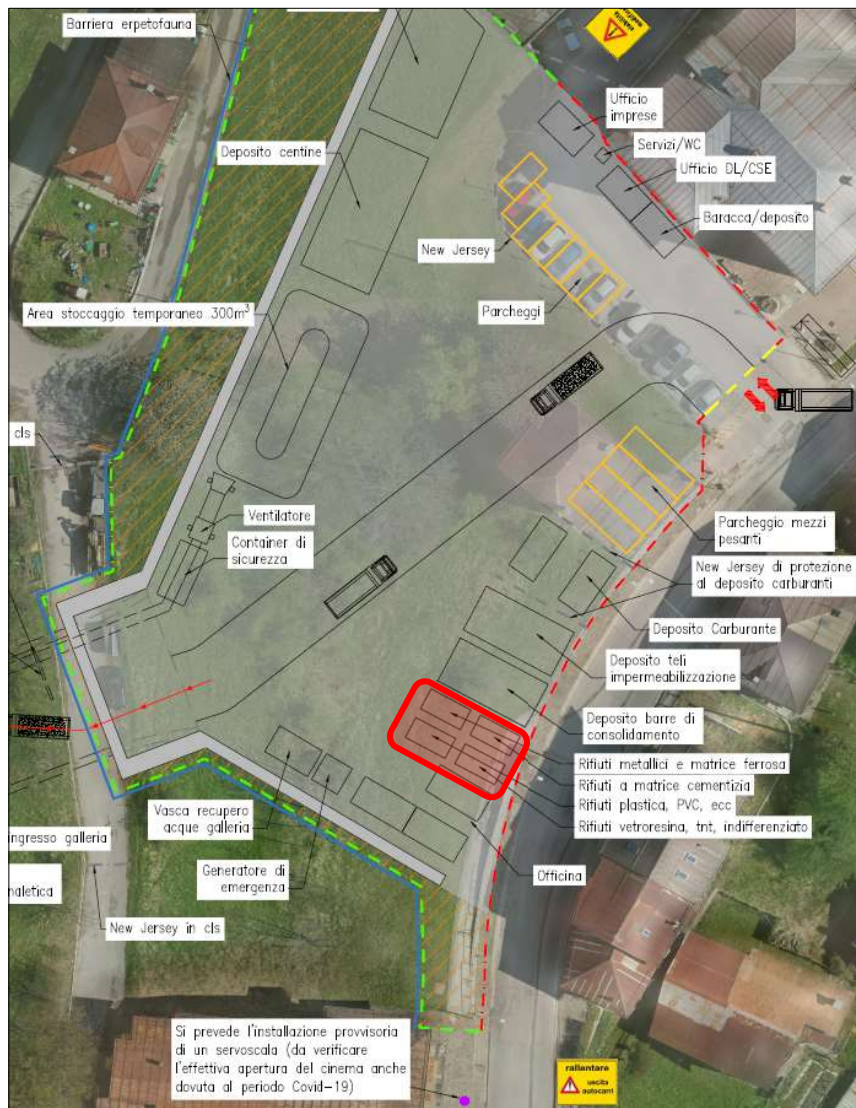 Barriera erpetofauna
Ufficio
imprese
Servizi/WC
Ufficio DL/CSE
Baracca/deposito
Deposito centine
New Jersey
Parcheggi
Area stoccaggio temporaneo 300m³
cls
Ventilatore
Container di
sicurezza
Parcheggio mezzi
pesanti
New Jersey di protezione
al deposito carburanti
Deposito Carburante
Deposito teli
impermeabilizzazione
Deposito barre di
consolidamento
Rifiuti metallici e matrice ferrosa
Rifiuti a matrice cementizia
Rifiuti plastica, PVC, ecc
Rifiuti vetroresina, tnt, indifferenziato
Vasca recupero
acque galleria
ingresso galleria
Generatore di
emergenza
Officina
naletica
New Jersey in cls
Si prevede l'installazione provvisoria
di un servoscala (da verificare
l'effettiva apertura del cinema anche
dovuta al periodo Covid-19)
rallentare
uscita
autocarri